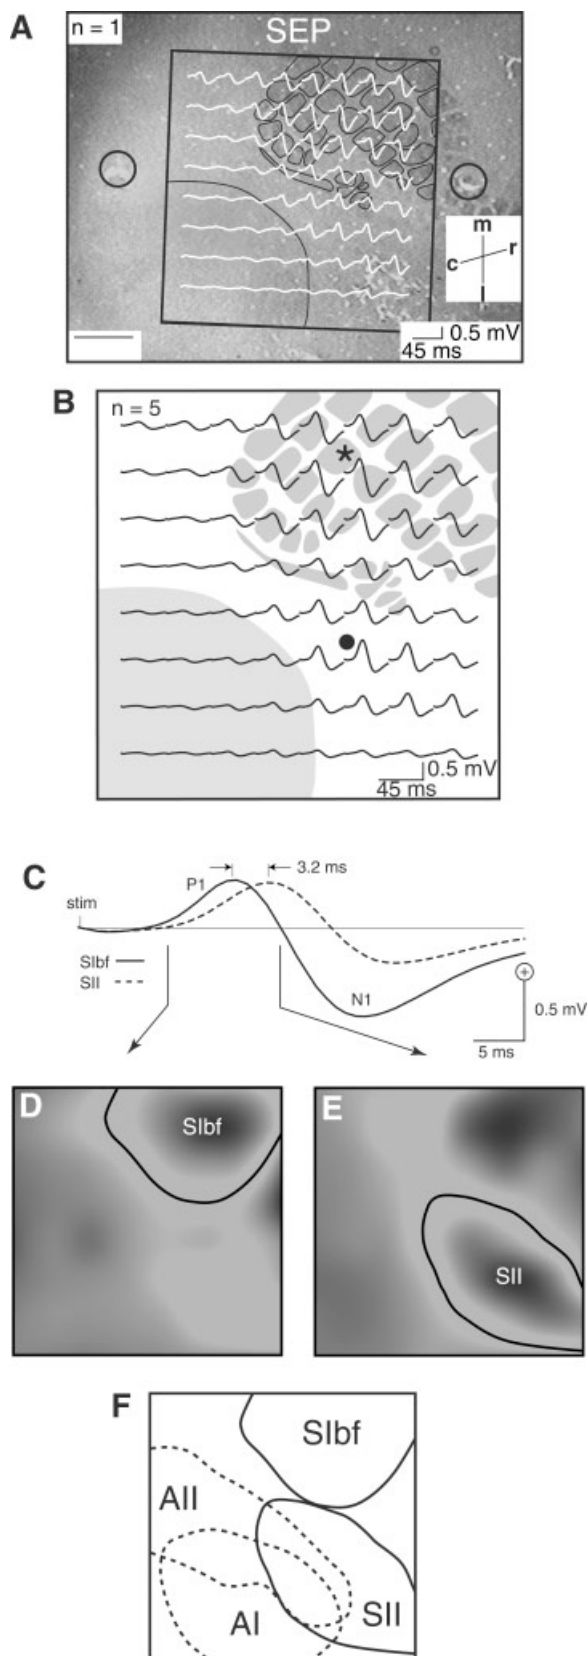 A
n = 1
SEP
m
c
r
l
0.5 mV
45 ms
B
n = 5
*
0.5 mV
45 ms
C
P1
3.2 ms
stim
SIbf
SII
N1
+
0.5 mV
5 ms
D
SIbf
E
SII
F
SIbf
AII
AI
SII